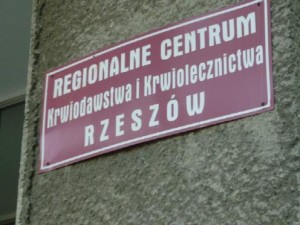 REGIONALNE CENTRUM
Krwiodawstwa i Krwiolecznictwa
RZESZÓW